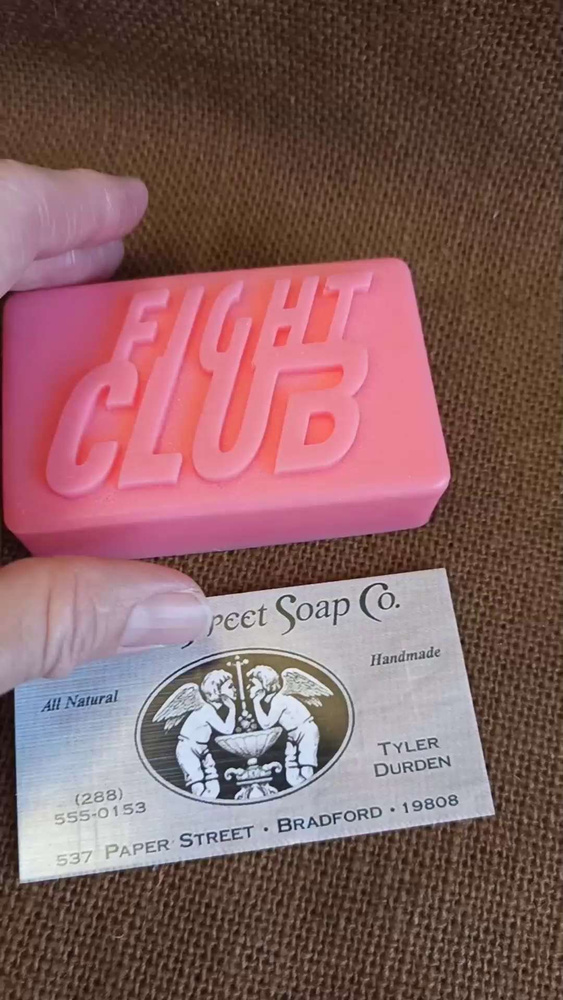 FIGHT
CLUB
Soap Co.
All Natural
Handmade
TYLER
DURDEN
(288)
555-0153
537 PAPER STREET • BRADFORD • 19808